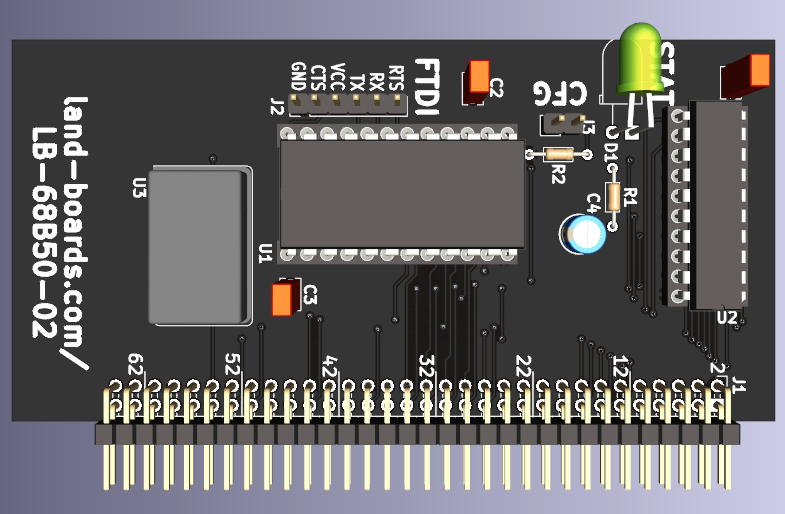 FTDI
GND
CTS
VCC
TX
RX
RTS
J2
C2
CFG
J3
STAT
D1
R2
R1
C4
U3
U1
C3
U2
land-boards.com/
LB-68B50-02
62
52
42
32
22
12
2
J1